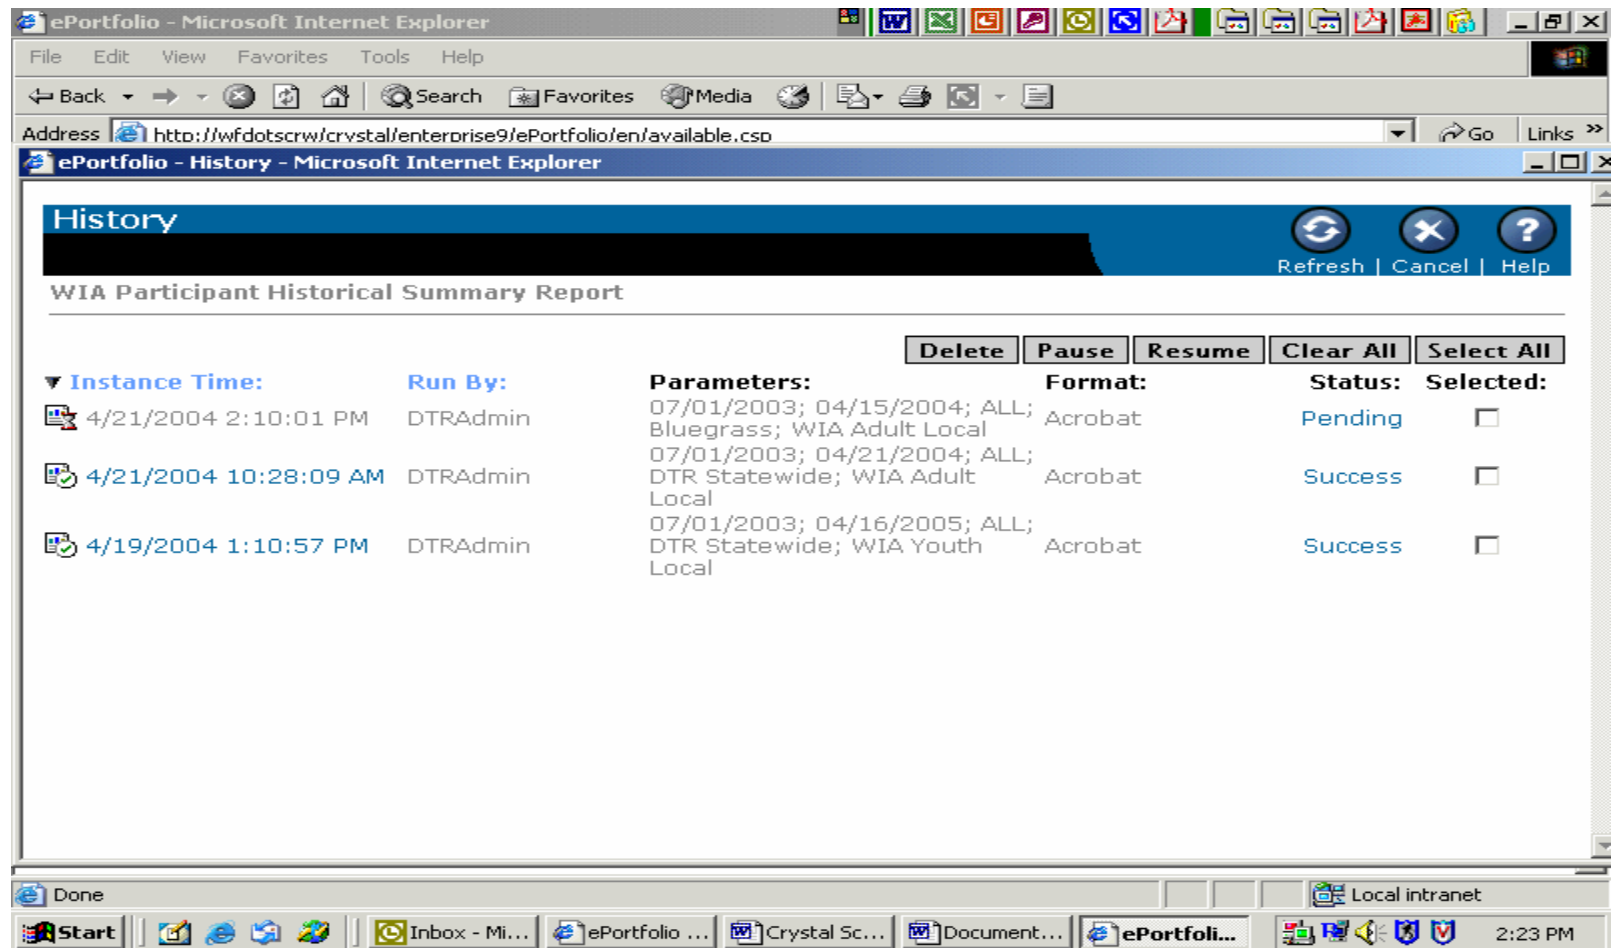 ePortfolio - Microsoft Internet Explorer
File Edit View Favorites Tools Help
Back Search Favorites Media
Address http://wfdotscrw/crystal/enterprise9/ePortfolio/en/available.csp Go Links »
ePortfolio - History - Microsoft Internet Explorer
History
Refresh | Cancel | Help
WIA Participant Historical Summary Report
Delete Pause Resume Clear All Select All
Instance Time: Run By: Parameters: Format: Status: Selected:
07/01/2003; 04/15/2004; ALL;
4/21/2004 2:10:01 PM DTRAdmin Bluegrass; WIA Adult Local Acrobat Pending
07/01/2003; 04/21/2004; ALL;
4/21/2004 10:28:09 AM DTRAdmin DTR Statewide; WIA Adult Acrobat Success
Local
07/01/2003; 04/16/2005; ALL;
4/19/2004 1:10:57 PM DTRAdmin DTR Statewide; WIA Youth Acrobat Success
Local
Done Local intranet
Start Inbox - Mi... ePortfolio ... Crystal Sc... Document... ePortfoli... 2:23 PM